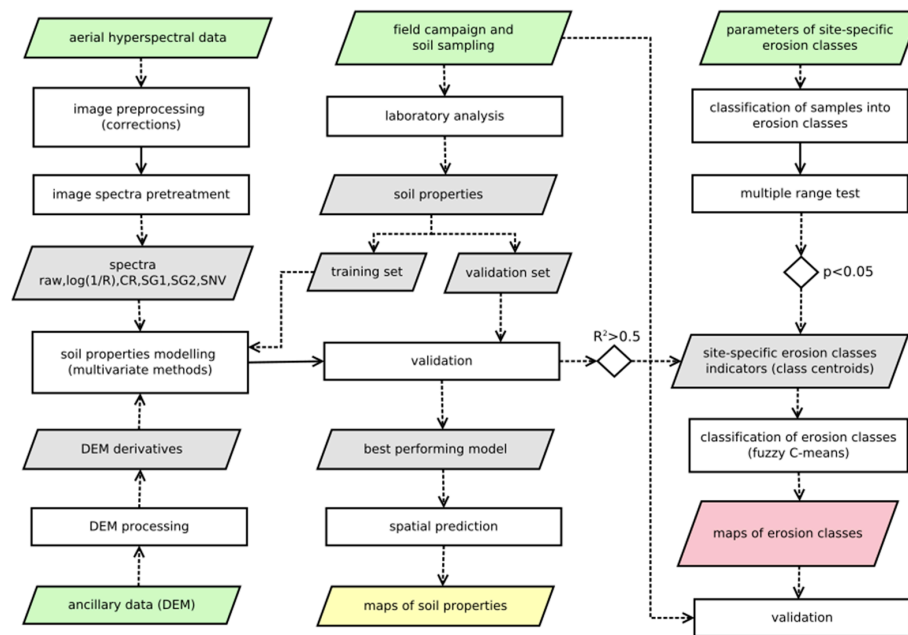 aerial hyperspectral data
image preprocessing
(corrections)
image spectra pretreatment
spectra
raw,log(1/R),CR,SG1,SG2,SNV
soil properties modelling
(multivariate methods)
DEM derivatives
DEM processing
ancillary data (DEM)
field campaign and
soil sampling
laboratory analysis
soil properties
training set
validation set
validation
R²>0.5
best performing model
spatial prediction
maps of soil properties
parameters of site-specific
erosion classes
classification of samples into
erosion classes
multiple range test
p<0.05
site-specific erosion classes
indicators (class centroids)
classification of erosion classes
(fuzzy C-means)
maps of erosion classes
validation